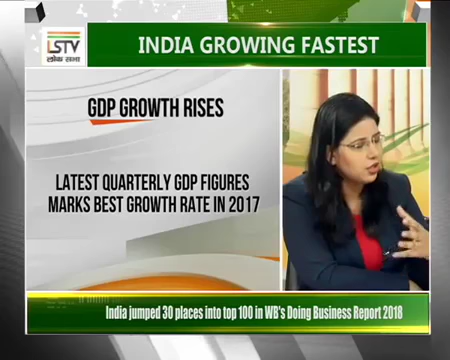 LSTV
लोक सभा
INDIA GROWING FASTEST
GDP GROWTH RISES
LATEST QUARTERLY GDP FIGURES
MARKS BEST GROWTH RATE IN 2017
India jumped 30 places into top 100 in WB's Doing Business Report 2018